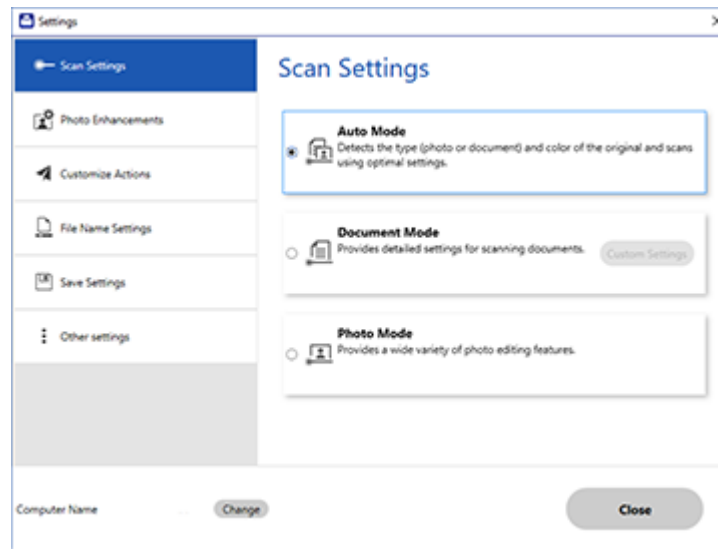 Settings
Scan Settings
Photo Enhancements
Customize Actions
File Name Settings
Save Settings
Other settings
Scan Settings
Auto Mode
Detects the type (photo or document) and color of the original and scans
using optimal settings.
Document Mode
Provides detailed settings for scanning documents.
Custom Settings
Photo Mode
Provides a wide variety of photo editing features.
Computer Name
Change
Close